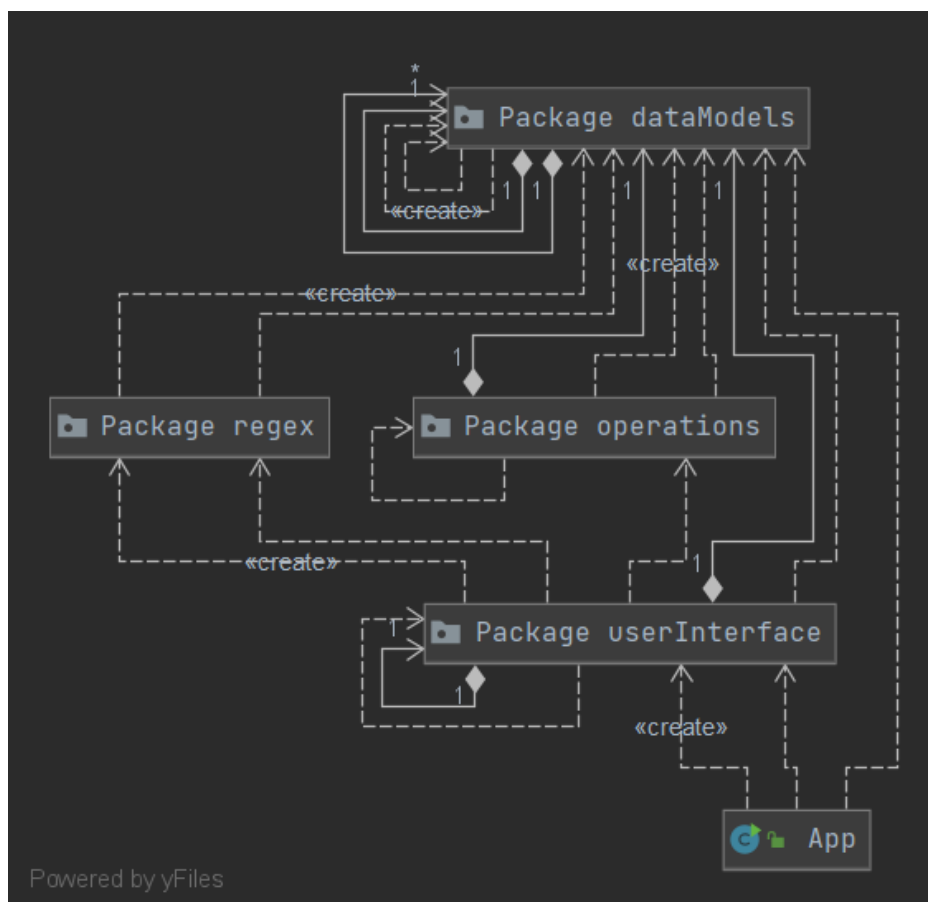 *
1
Package dataModels
1
1
1
1
«create»
«create»
«create»
1
Package regex
Package operations
«create»
1
1
Package userInterface
1
«create»
C
App
Powered by yFiles